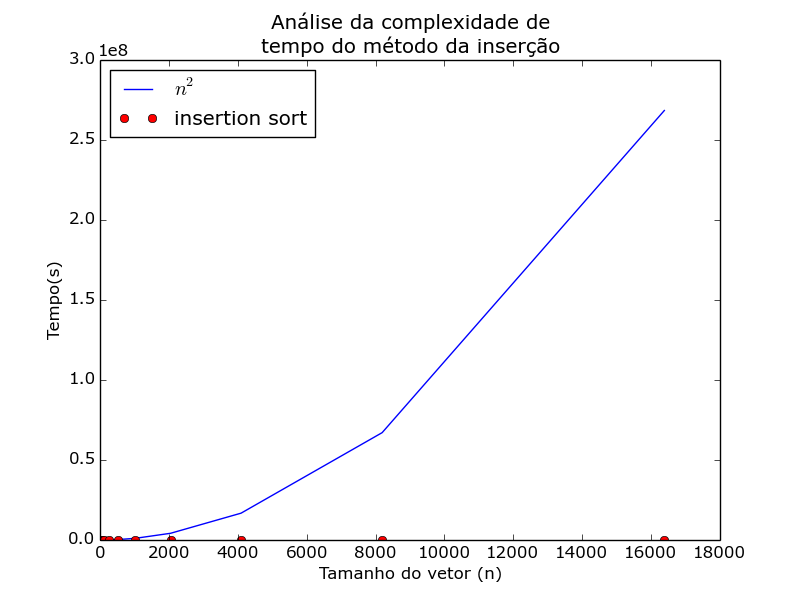 Análise da complexidade de
tempo do método da inserção
1e8
3.0
2.5
2.0
1.5
1.0
0.5
0.0
Tempo(s)
n²
insertion sort
0 2000 4000 6000 8000 10000 12000 14000 16000 18000
Tamanho do vetor (n)